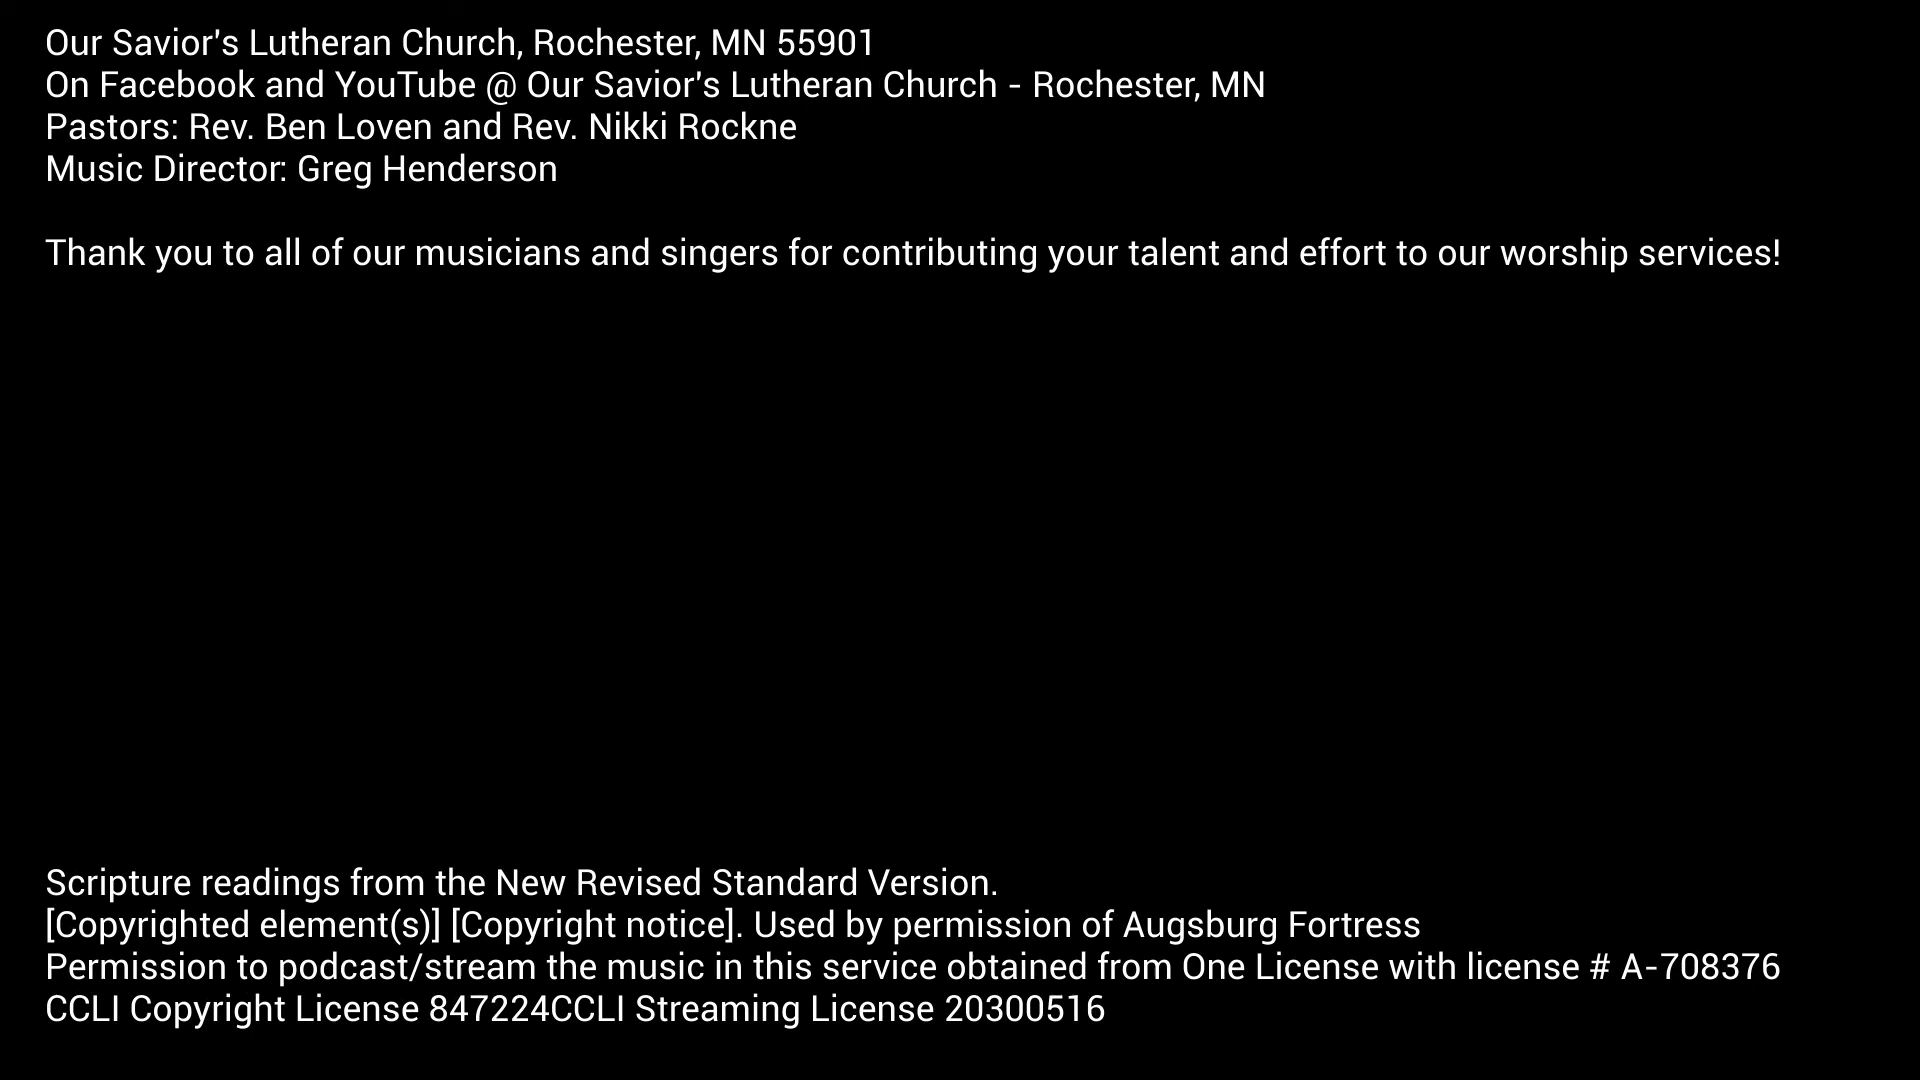 Our Savior's Lutheran Church, Rochester, MN 55901
On Facebook and YouTube @ Our Savior's Lutheran Church - Rochester, MN
Pastors: Rev. Ben Loven and Rev. Nikki Rockne
Music Director: Greg Henderson
Thank you to all of our musicians and singers for contributing your talent and effort to our worship services!
Scripture readings from the New Revised Standard Version.
[Copyrighted element(s)] [Copyright notice]. Used by permission of Augsburg Fortress
Permission to podcast/stream the music in this service obtained from One License with license # A-708376
CCLI Copyright License 847224CCLI Streaming License 20300516